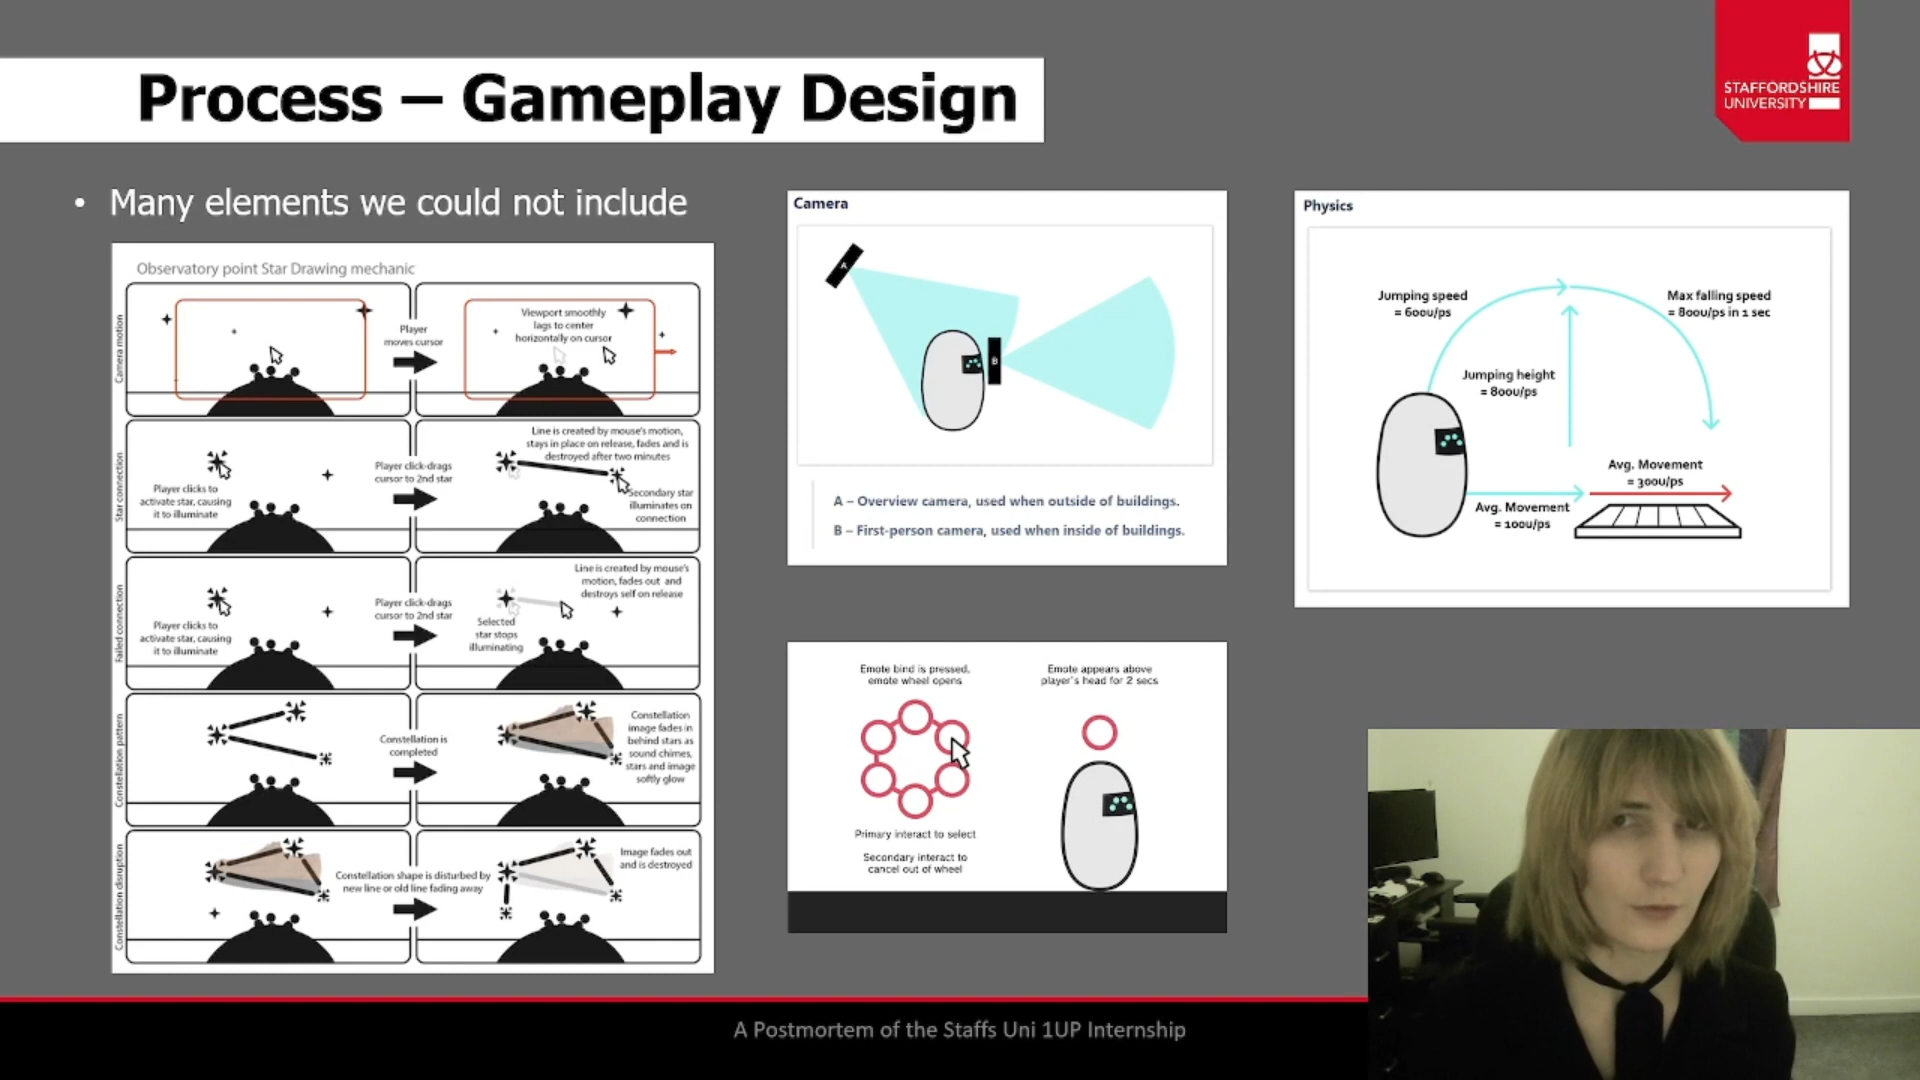 Process – Gameplay Design
STAFFORDSHIRE
UNIVERSITY
• Many elements we could not include
Observatory point Star Drawing mechanic
Camera motion
Player
moves cursor
Viewport smoothly
lags to center
horizontally on cursor
Star connection
Player clicks to
activate star, causing
it to illuminate
Player click-drags
cursor to 2nd star
Line is created by mouse's motion,
stays in place on release, fades and is
destroyed after two minutes
Secondary star
illuminates on
connection
Failed connection
Player clicks to
activate star, causing
it to illuminate
Player click-drags
cursor to 2nd star
Line is created by mouse's
motion, fades out and
destroys self on release
Selected
star stops
illuminating
Constellation pattern
Constellation is
completed
Constellation
image fades in
behind stars as
sound chimes,
stars and image
softly glow
Constellation disruption
Constellation shape is disturbed by
new line or old line fading away
Image fades out
and is destroyed
Camera
A
B
A – Overview camera, used when outside of buildings.
B – First-person camera, used when inside of buildings.
Emote bind is pressed,
emote wheel opens
Primary interact to select
Secondary interact to
cancel out of wheel
Emote appears above
player's head for 2 secs
Physics
Jumping speed
= 600u/ps
Max falling speed
= 800u/ps in 1 sec
Jumping height
= 800u/ps
Avg. Movement
= 300u/ps
Avg. Movement
= 100u/ps
A Postmortem of the Staffs Uni 1UP Internship